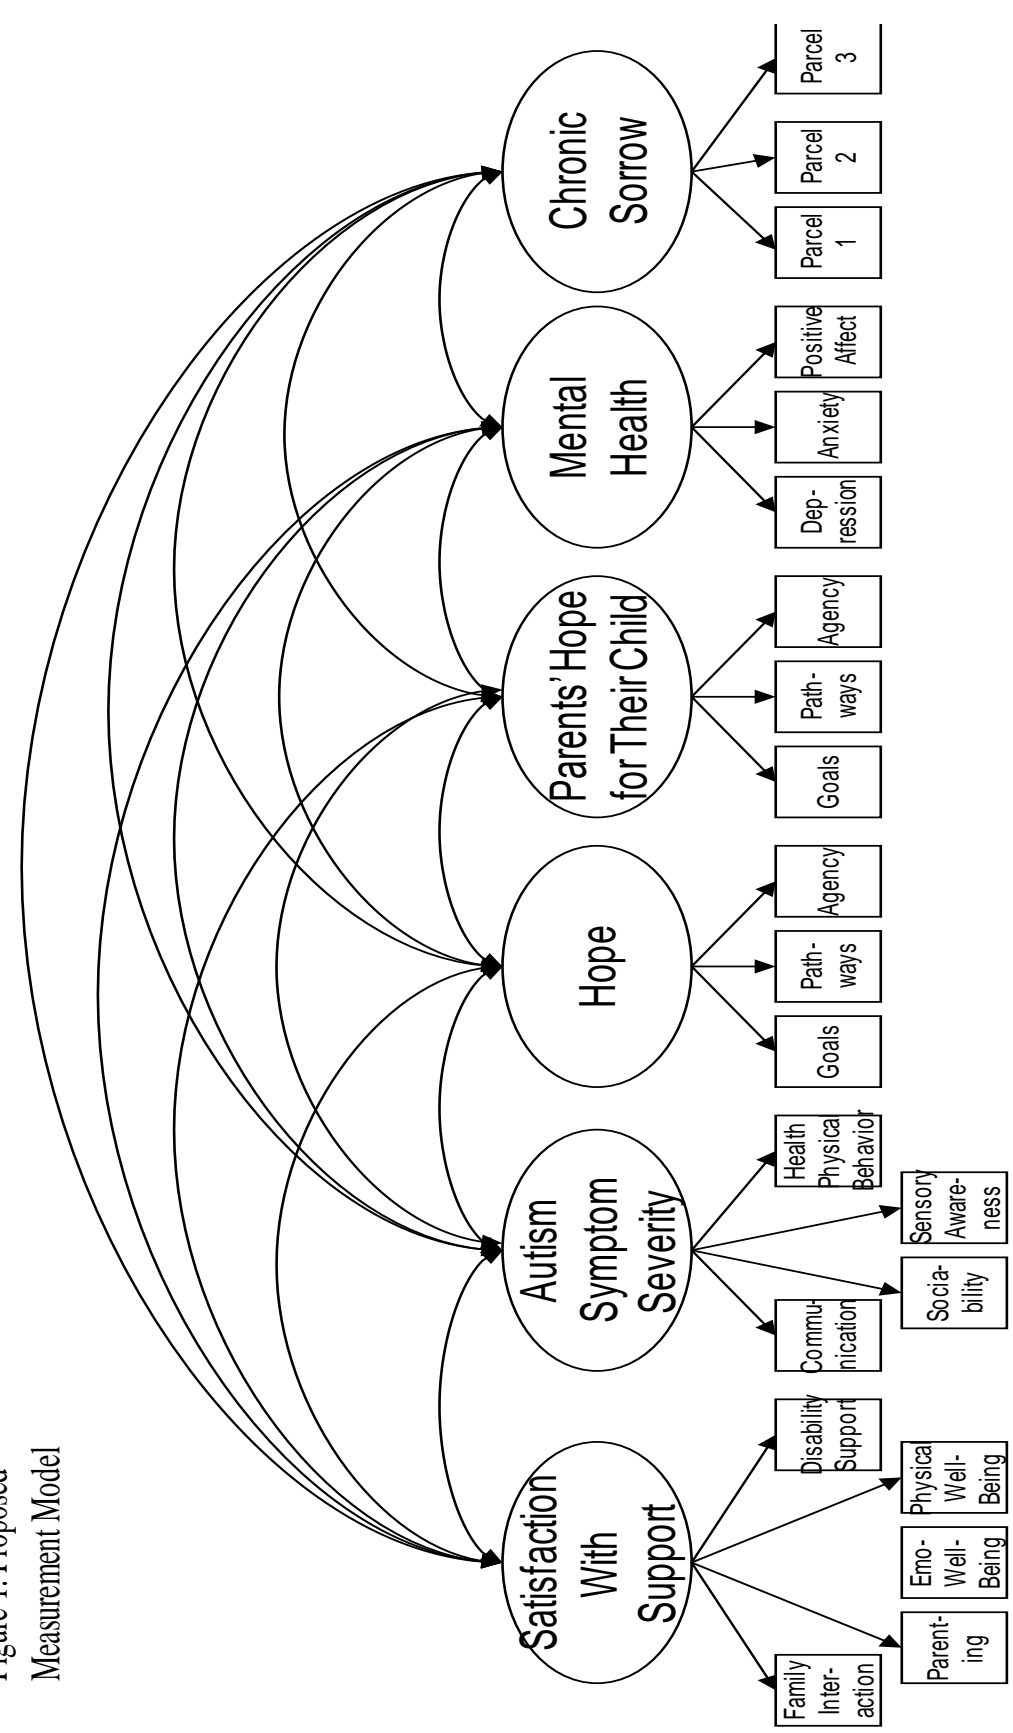 Figure 1. Proposed
Measurement Model
Satisfaction
With
Support
Autism
Symptom
Severity
Hope
Parents' Hope
for Their Child
Mental
Health
Chronic
Sorrow
Family
Inter-
action
Parent-
ing
Emo-
Well-
Being
Physical
Well-
Being
Disability
Support
Commu-
nication
Socia-
bility
Sensory
Aware-
ness
Health
Physical
Behavior
Goals
Path-
ways
Agency
Goals
Path-
ways
Agency
Dep-
ression
Anxiety
Positive
Affect
Parcel
1
Parcel
2
Parcel
3